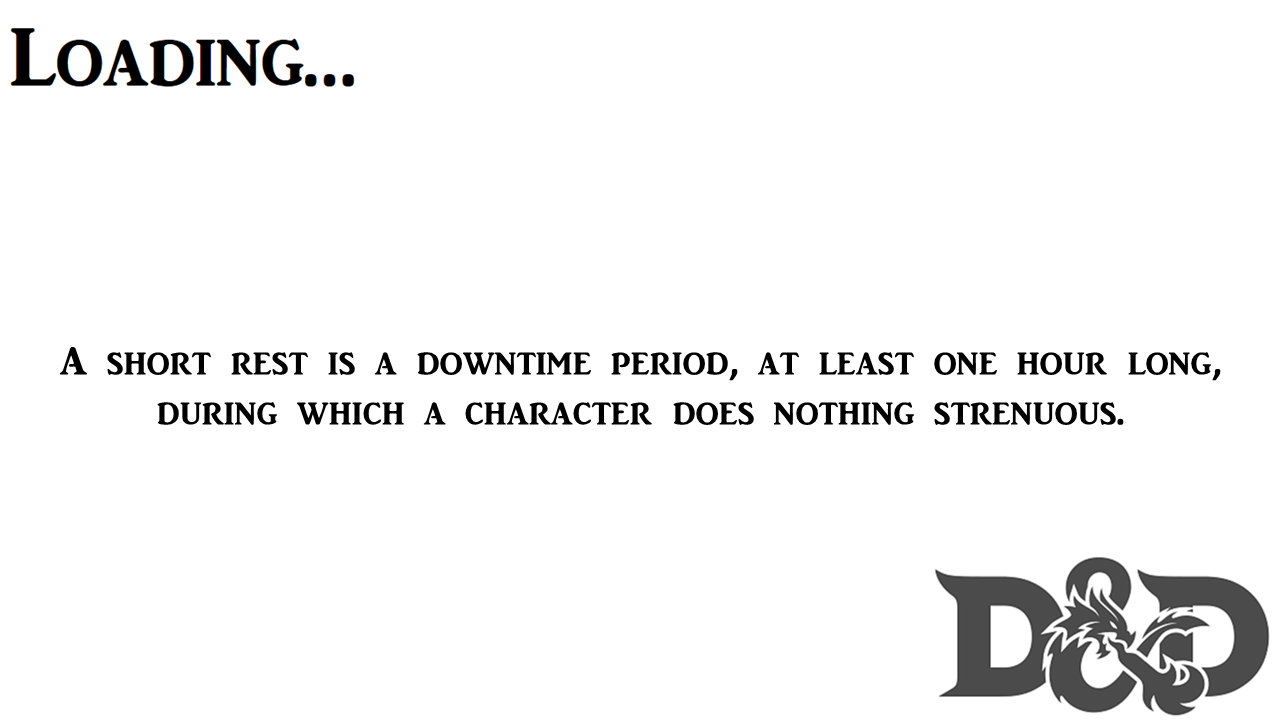 Loading...
A short rest is a downtime period, at least one hour long,
during which a character does nothing strenuous.
D&D